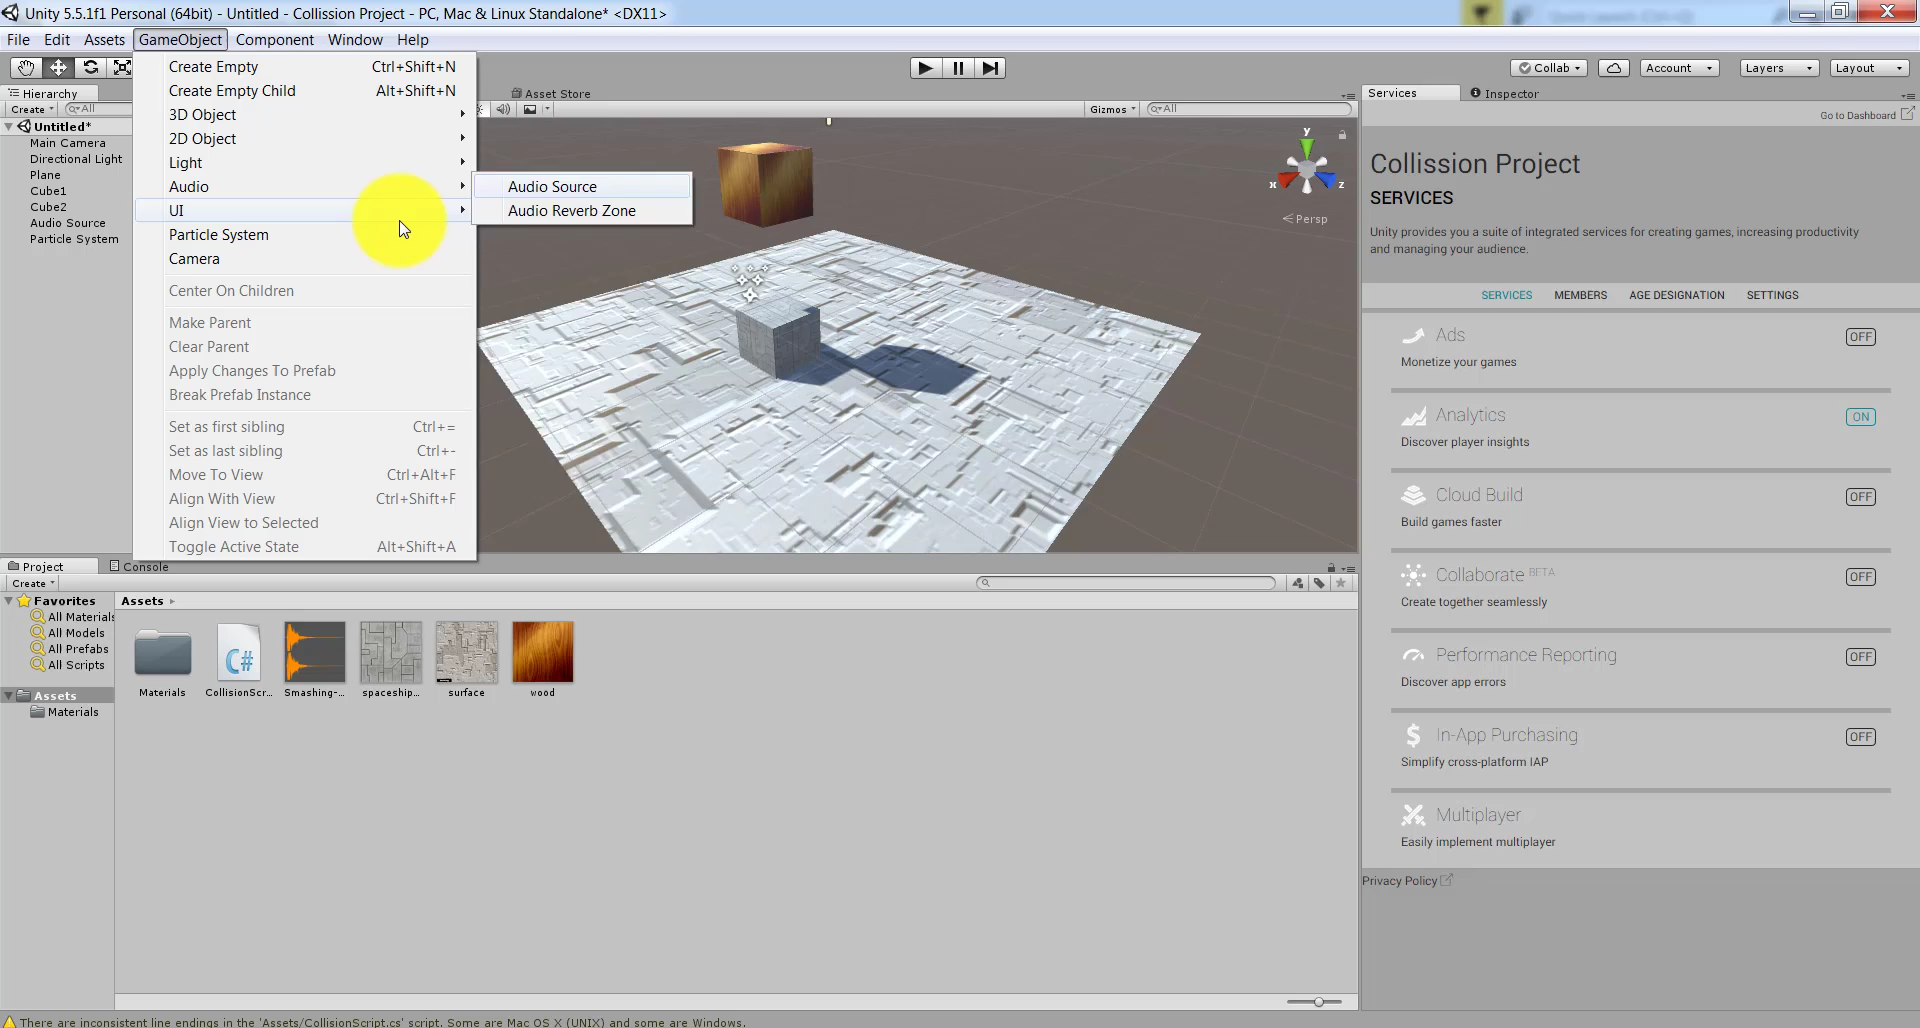 Unity 5.5.1f1 Personal (64bit) - Untitled - Collission Project - PC, Mac & Linux Standalone* <DX11>
File Edit Assets GameObject Component Window Help
Collab Account Layers Layout
Hierarchy
Create All
Untitled*
Main Camera
Directional Light
Plane
Cube1
Cube2
Audio Source
Particle System
Create Empty Ctrl+Shift+N
Create Empty Child Alt+Shift+N
3D Object
2D Object
Light
Audio
UI
Particle System
Camera
Center On Children
Make Parent
Clear Parent
Apply Changes To Prefab
Break Prefab Instance
Set as first sibling Ctrl+=
Set as last sibling Ctrl+-
Move To View Ctrl+Alt+F
Align With View Ctrl+Shift+F
Align View to Selected
Toggle Active State Alt+Shift+A
Audio Source
Audio Reverb Zone
Asset Store
Gizmos All
y
x z
Persp
Services Inspector
Go to Dashboard
Collission Project
SERVICES
Unity provides you a suite of integrated services for creating games, increasing productivity
and managing your audience.
SERVICES MEMBERS AGE DESIGNATION SETTINGS
Ads OFF
Monetize your games
Analytics ON
Discover player insights
Cloud Build OFF
Build games faster
Collaborate BETA OFF
Create together seamlessly
Performance Reporting OFF
Discover app errors
In-App Purchasing OFF
Simplify cross-platform IAP
Multiplayer
Easily implement multiplayer
Privacy Policy
Project Console
Create
Favorites
All Materials
All Models
All Prefabs
All Scripts
Assets
Materials
Assets
C#
Materials CollisionScr... Smashing-... spaceship... surface wood
There are inconsistent line endings in the 'Assets/CollisionScript.cs' script. Some are Mac OS X (UNIX) and some are Windows.